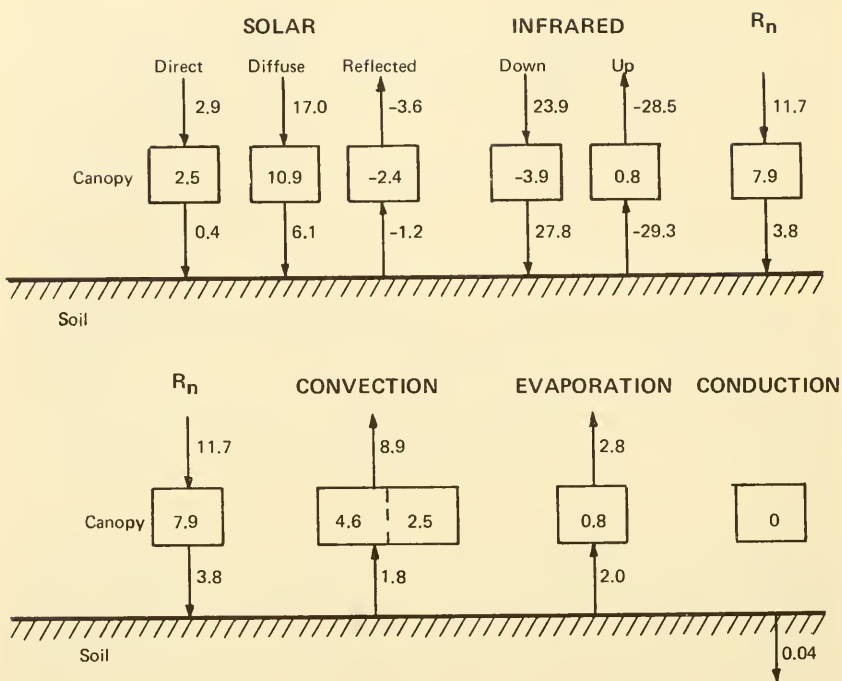 SOLAR INFRARED Rn
Direct Diffuse Reflected Down Up
2.9 17.0 -3.6 23.9 -28.5 11.7
Canopy 2.5 10.9 -2.4 -3.9 0.8 7.9
0.4 6.1 -1.2 27.8 -29.3 3.8
Soil
Rn CONVECTION EVAPORATION CONDUCTION
11.7 8.9 2.8
Canopy 7.9 4.6 2.5 0.8 0
3.8 1.8 2.0
Soil 0.04